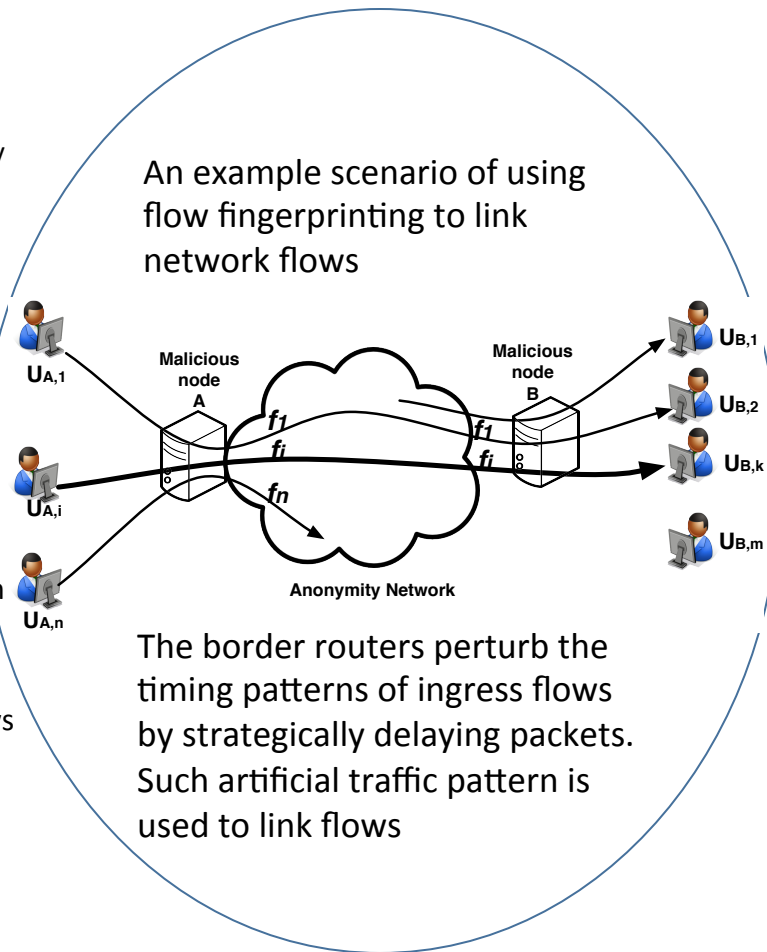 An example scenario of using
flow fingerprinting to link
network flows
UA,1
UA,i
UA,n
Malicious
node
A
f1
fi
fn
Anonymity Network
f1
fi
Malicious
node
B
UB,1
UB,2
UB,k
UB,m
The border routers perturb the
timing patterns of ingress flows
by strategically delaying packets.
Such artificial traffic pattern is
used to link flows